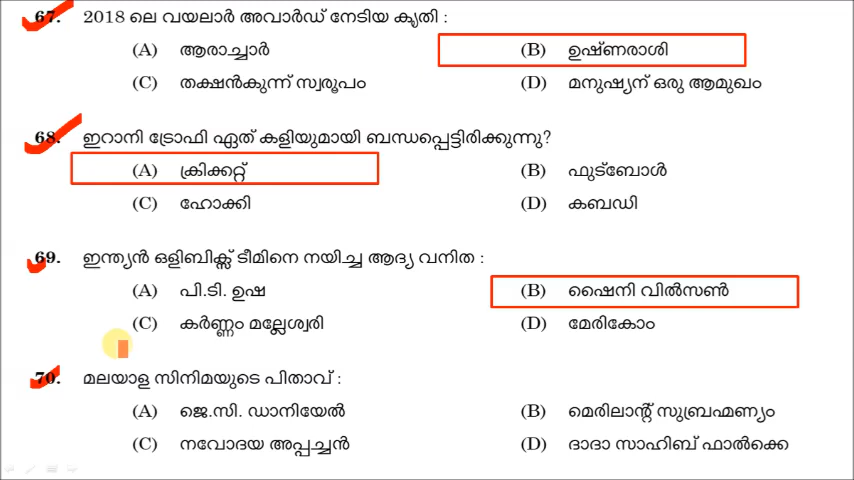 67. 2018 ലെ വയലാർ അവാർഡ് നേടിയ കൃതി :
(A) ആരാച്ചാർ (B) ഉഷ്ണരാശി
(C) തക്ഷൻകുന്ന് സ്വരൂപം (D) മനുഷ്യന് ഒരു ആമുഖം
68. ഇറാനി ട്രോഫി ഏത് കളിയുമായി ബന്ധപ്പെട്ടിരിക്കുന്നു?
(A) ക്രിക്കറ്റ് (B) ഫുട്ബോൾ
(C) ഹോക്കി (D) കബഡി
69. ഇന്ത്യൻ ഒളിബിക്സ് ടീമിനെ നയിച്ച ആദ്യ വനിത :
(A) പി.ടി. ഉഷ (B) ഷൈനി വിൽസൺ
(C) കർണ്ണം മല്ലേശ്വരി (D) മേരികോം
70. മലയാള സിനിമയുടെ പിതാവ് :
(A) ജെ.സി. ഡാനിയേൽ (B) മെരിലാന്റ് സുബ്രഹ്മണ്യം
(C) നവോദയ അപ്പച്ചൻ (D) ദാദാ സാഹിബ് ഫാൽക്കെ